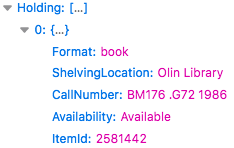 Holding: […]
0: {…}
Format: book
ShelvingLocation: Olin Library
CallNumber: BM176 .G72 1986
Availability: Available
ItemId: 2581442